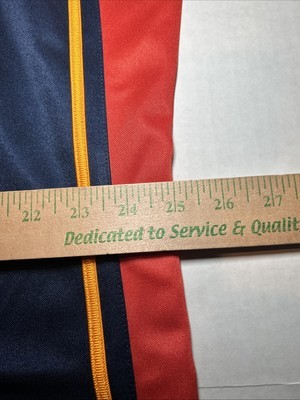 22 23 24 25 26 27
Dedicated to Service & Qualit